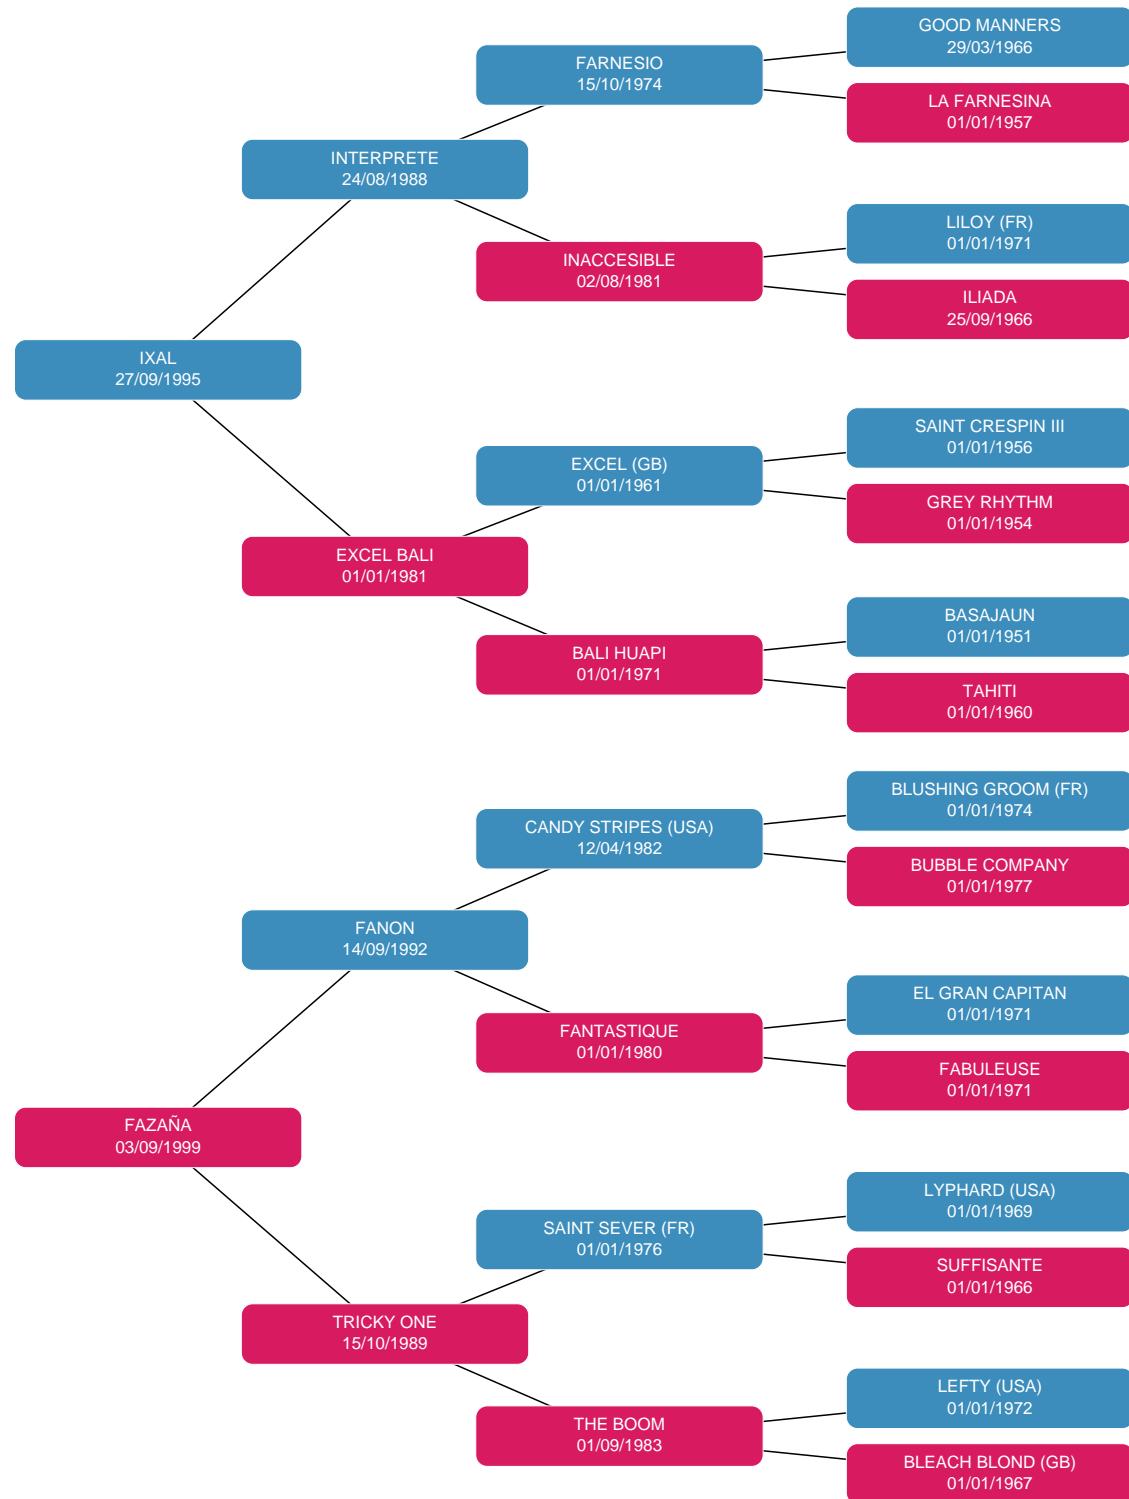 GOOD MANNERS
29/03/1966
FARNESIO
15/10/1974
LA FARNESINA
01/01/1957
INTERPRETE
24/08/1988
LILOY (FR)
01/01/1971
INACCESIBLE
02/08/1981
ILIADA
25/09/1966
IXAL
27/09/1995
SAINT CRESPIN III
01/01/1956
EXCEL (GB)
01/01/1961
GREY RHYTHM
01/01/1954
EXCEL BALI
01/01/1981
BASAJAUN
01/01/1951
BALI HUAPI
01/01/1971
TAHITI
01/01/1960
BLUSHING GROOM (FR)
01/01/1974
CANDY STRIPES (USA)
12/04/1982
BUBBLE COMPANY
01/01/1977
FANON
14/09/1992
EL GRAN CAPITAN
01/01/1971
FANTASTIQUE
01/01/1980
FABULEUSE
01/01/1971
FAZAÑA
03/09/1999
LYPHARD (USA)
01/01/1969
SAINT SEVER (FR)
01/01/1976
SUFFISANTE
01/01/1966
TRICKY ONE
15/10/1989
LEFTY (USA)
01/01/1972
THE BOOM
01/09/1983
BLEACH BLOND (GB)
01/01/1967